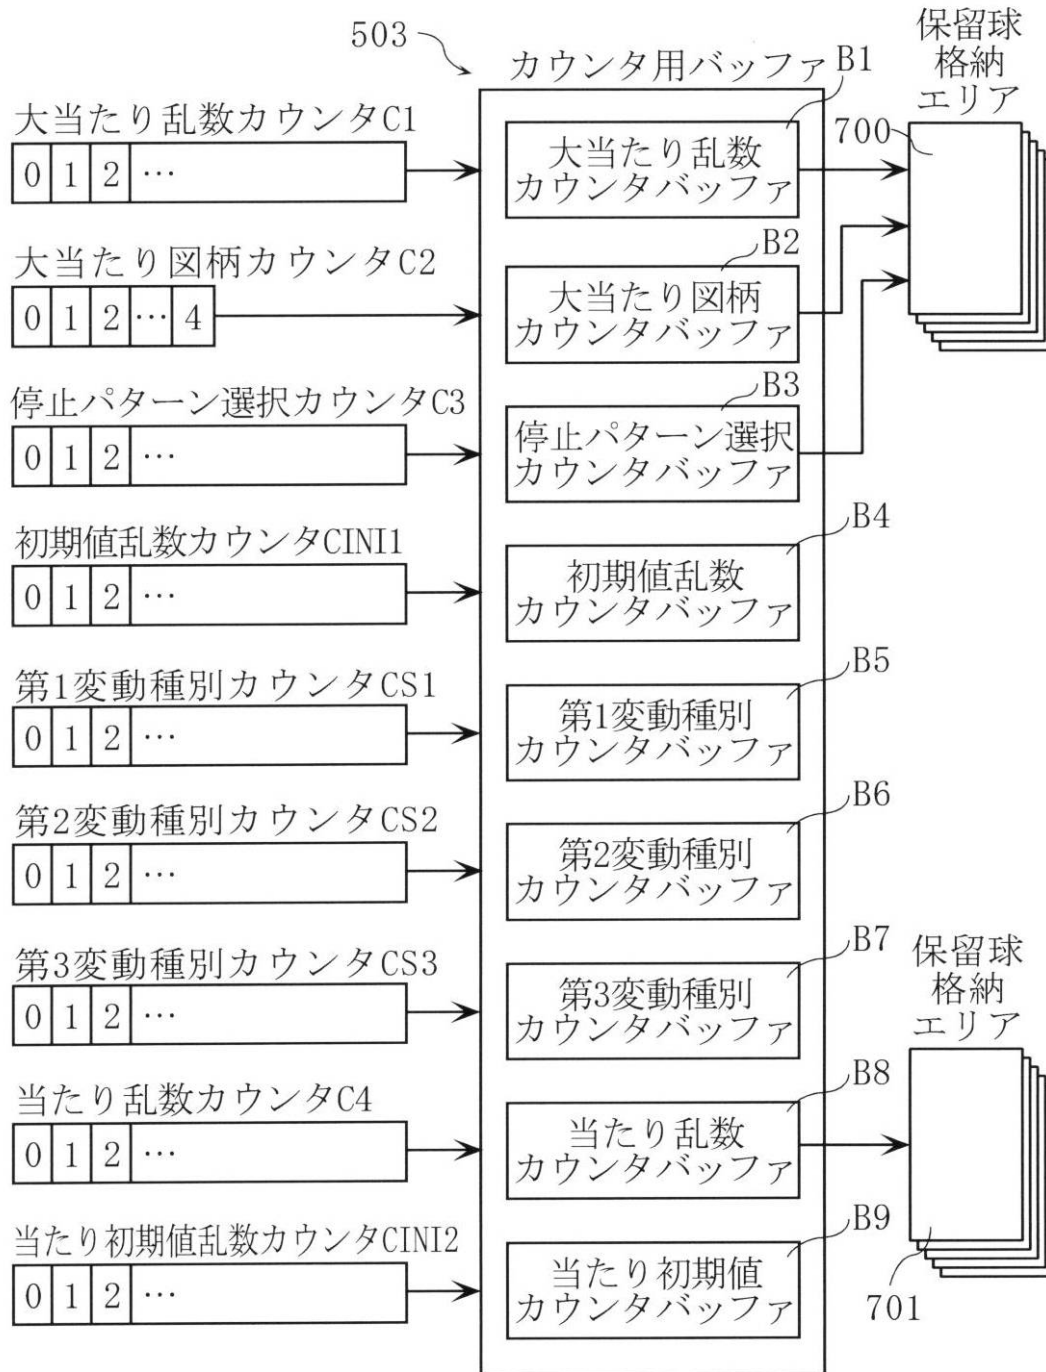 503
カウンタ用バッファ
保留球
格納
エリア
700
大当たり乱数カウンタC1
0 1 2 …
B1
大当たり乱数
カウンタバッファ
大当たり図柄カウンタC2
0 1 2 … 4
B2
大当たり図柄
カウンタバッファ
停止パターン選択カウンタC3
0 1 2 …
B3
停止パターン選択
カウンタバッファ
初期値乱数カウンタCINI1
0 1 2 …
B4
初期値乱数
カウンタバッファ
第1変動種別カウンタCS1
0 1 2 …
B5
第1変動種別
カウンタバッファ
第2変動種別カウンタCS2
0 1 2 …
B6
第2変動種別
カウンタバッファ
第3変動種別カウンタCS3
0 1 2 …
B7
第3変動種別
カウンタバッファ
保留球
格納
エリア
当たり乱数カウンタC4
0 1 2 …
B8
当たり乱数
カウンタバッファ
701
当たり初期値乱数カウンタCINI2
0 1 2 …
B9
当たり初期値
カウンタバッファ